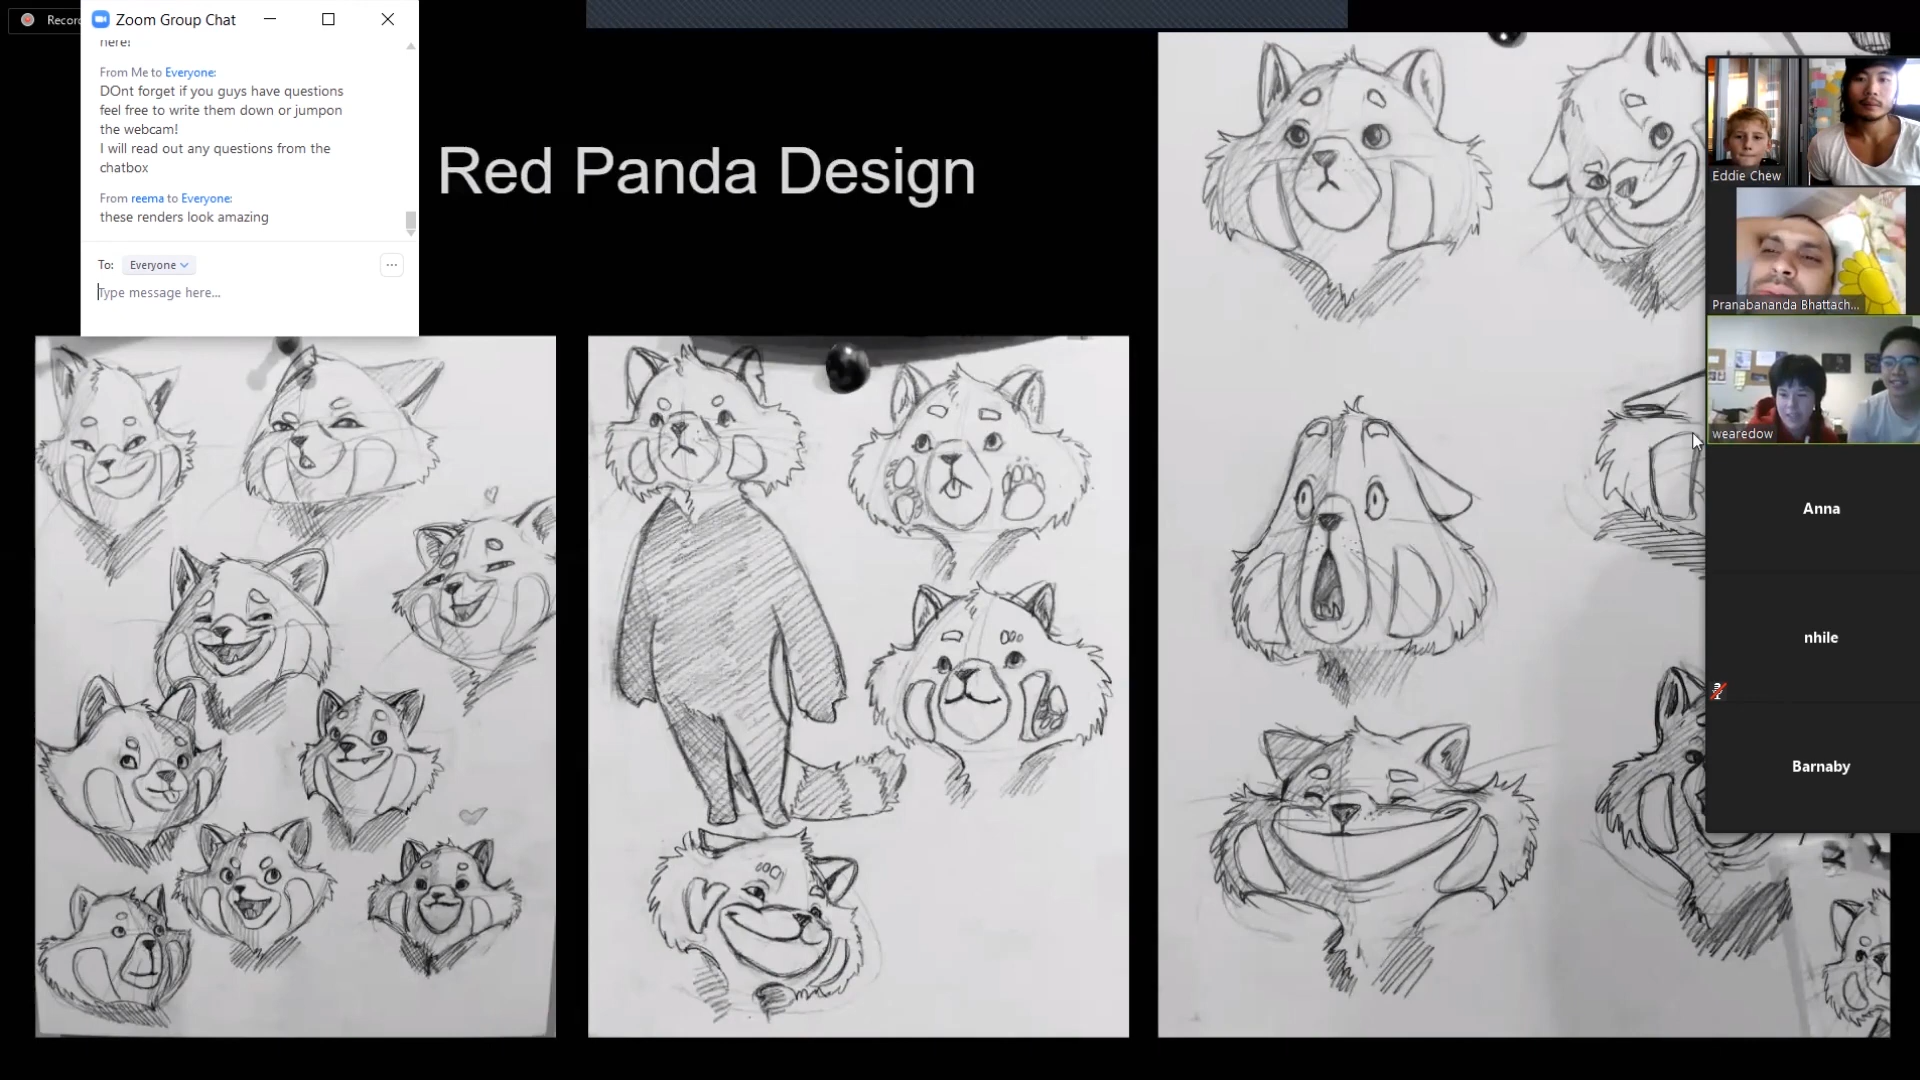 Recor
Zoom Group Chat
here!
From Me to Everyone:
DOnt forget if you guys have questions
feel free to write them down or jumpon
the webcam!
I will read out any questions from the
chatbox
From reema to Everyone:
these renders look amazing
To: Everyone
Type message here...
Red Panda Design
Eddie Chew
Pranabananda Bhattach...
wearedow
Anna
nhile
Barnaby